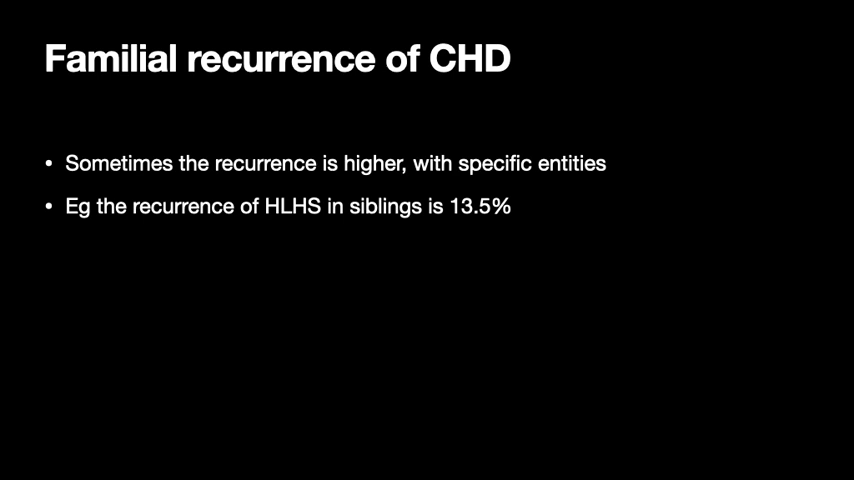 Familial recurrence of CHD
• Sometimes the recurrence is higher, with specific entities
• Eg the recurrence of HLHS in siblings is 13.5%